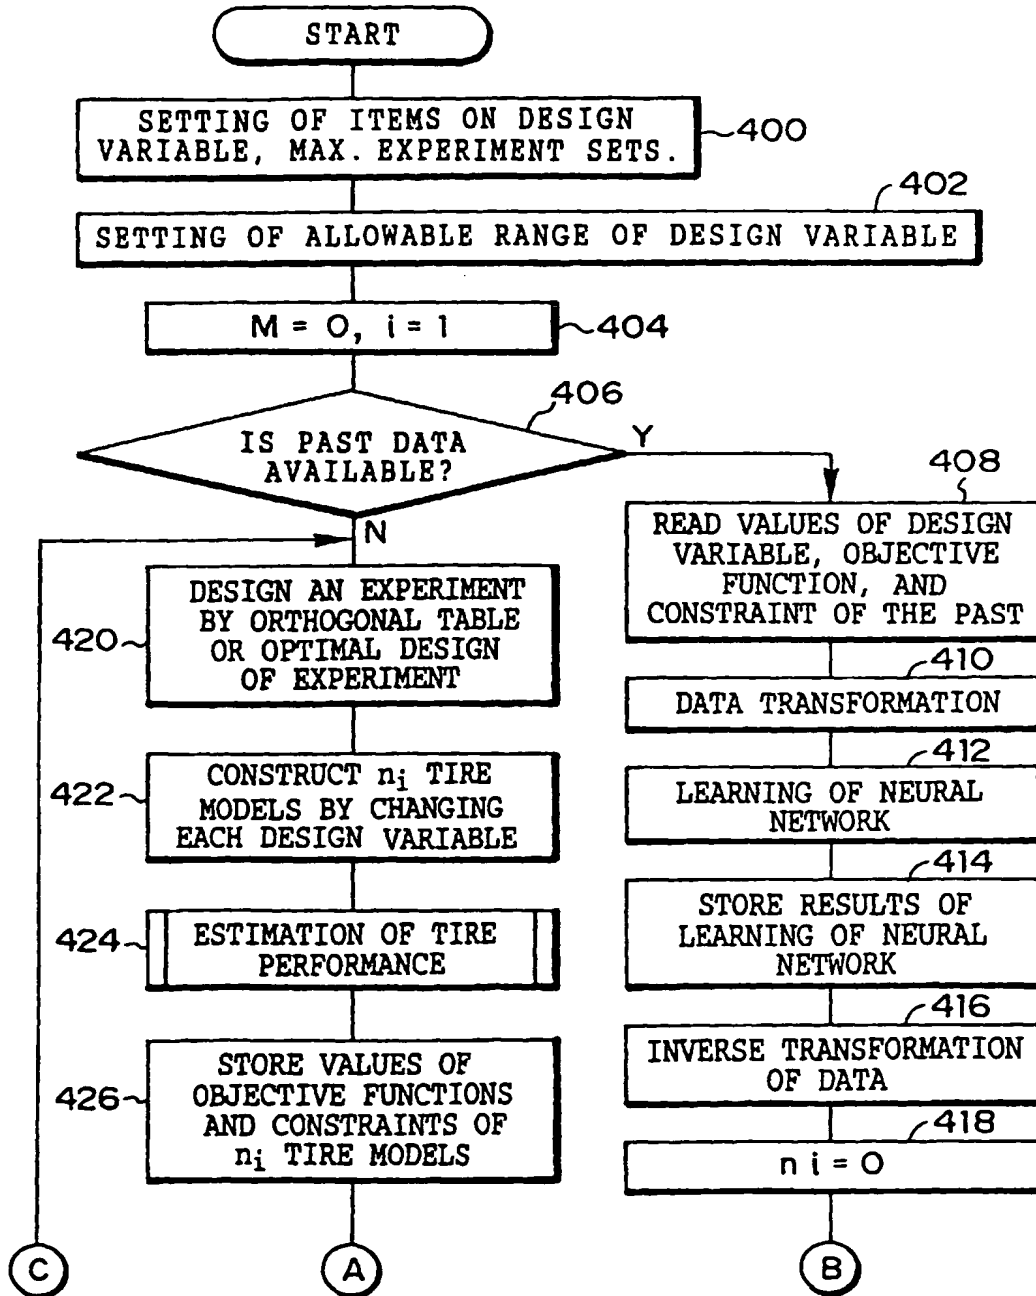 START
SETTING OF ITEMS ON DESIGN
VARIABLE, MAX. EXPERIMENT SETS.
400
402
SETTING OF ALLOWABLE RANGE OF DESIGN VARIABLE
M = 0, i = 1
404
406
IS PAST DATA
AVAILABLE?
Y
N
408
READ VALUES OF DESIGN
VARIABLE, OBJECTIVE
FUNCTION, AND
CONSTRAINT OF THE PAST
410
DATA TRANSFORMATION
412
LEARNING OF NEURAL
NETWORK
414
STORE RESULTS OF
LEARNING OF NEURAL
NETWORK
416
INVERSE TRANSFORMATION
OF DATA
418
n i = 0
B
420
DESIGN AN EXPERIMENT
BY ORTHOGONAL TABLE
OR OPTIMAL DESIGN
OF EXPERIMENT
422
CONSTRUCT ni TIRE
MODELS BY CHANGING
EACH DESIGN VARIABLE
424
ESTIMATION OF TIRE
PERFORMANCE
426
STORE VALUES OF
OBJECTIVE FUNCTIONS
AND CONSTRAINTS OF
ni TIRE MODELS
C
A